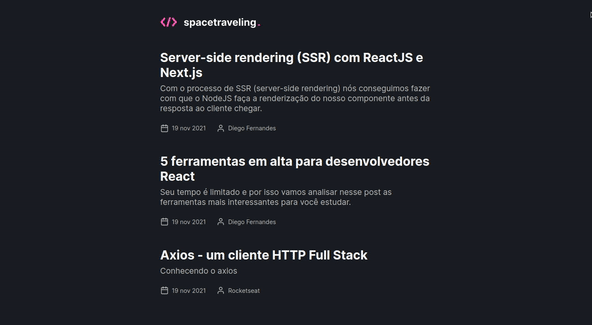 </> spacetraveling.
Server-side rendering (SSR) com ReactJS e
Next.js
Com o processo de SSR (server-side rendering) nós conseguimos fazer
com que o NodeJS faça a renderização do nosso componente antes da
resposta ao cliente chegar.
19 nov 2021 Diego Fernandes
5 ferramentas em alta para desenvolvedores
React
Seu tempo é limitado e por isso vamos analisar nesse post as
ferramentas mais interessantes para você estudar.
19 nov 2021 Diego Fernandes
Axios - um cliente HTTP Full Stack
Conhecendo o axios
19 nov 2021 Rocketseat